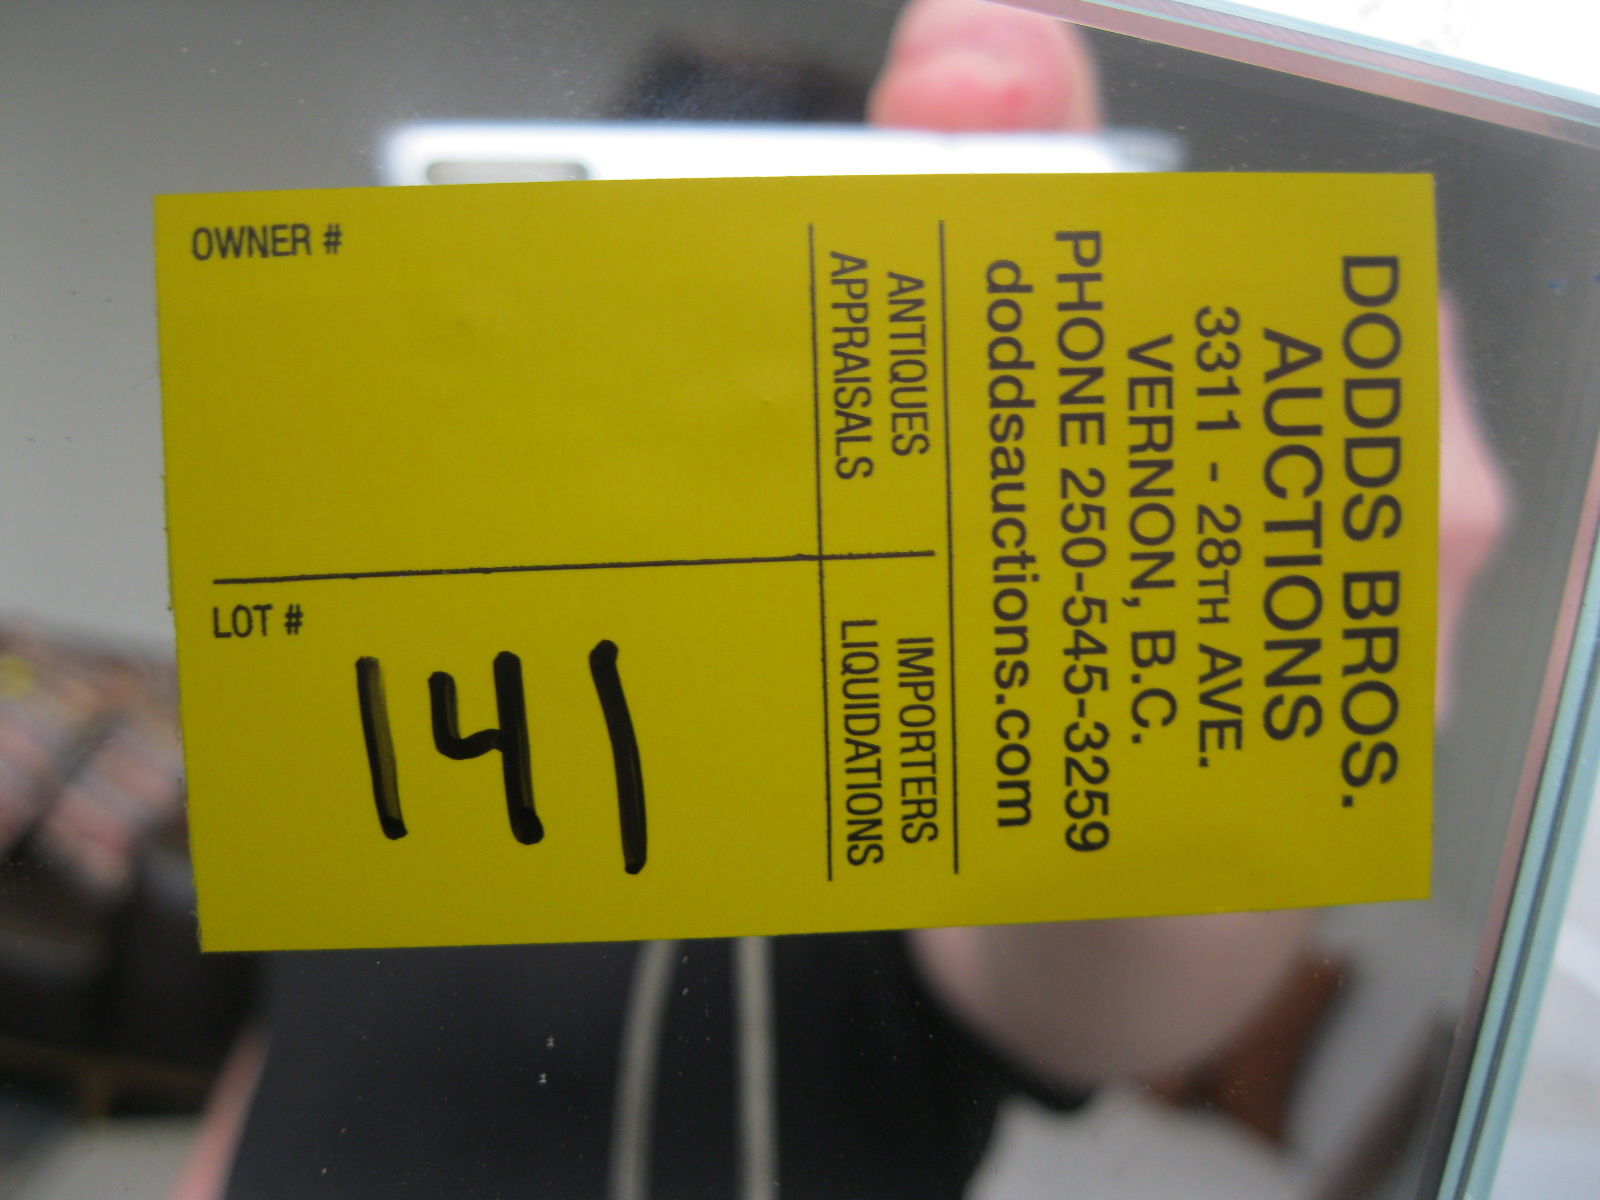 DODDS BROS.
AUCTIONS
3311 - 28TH AVE.
VERNON, B.C.
PHONE 250-545-3259
doddsauctions.com
ANTIQUES
APPRAISALS
IMPORTERS
LIQUIDATIONS
OWNER #
LOT #
141